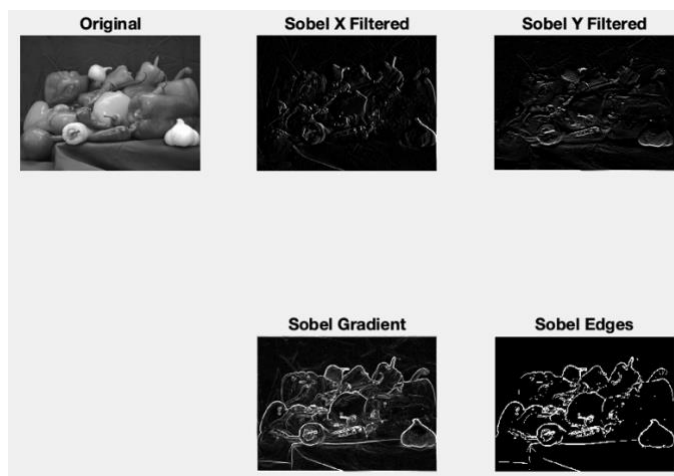 Original
Sobel X Filtered
Sobel Y Filtered
Sobel Gradient
Sobel Edges